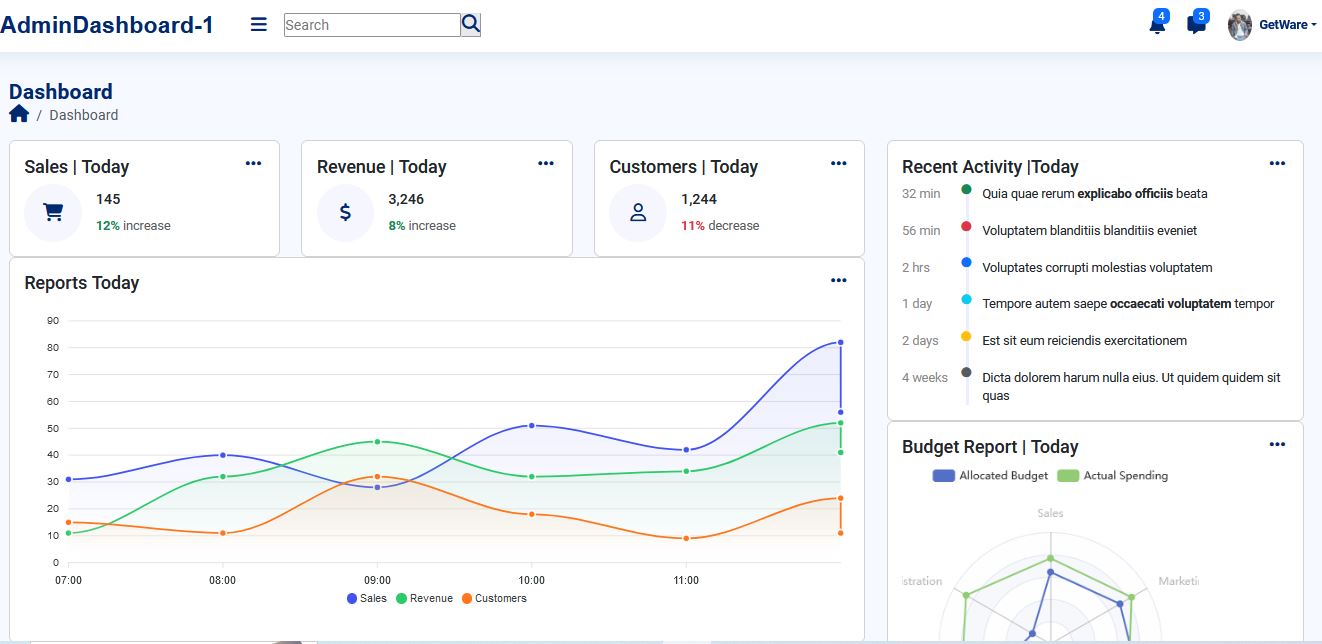 AdminDashboard-1
Search
4
3
GetWare
Dashboard
/ Dashboard
Sales | Today
145
12% increase
Revenue | Today
$
3,246
8% increase
Customers | Today
1,244
11% decrease
Reports Today
90
80
70
60
50
40
30
20
10
0
07:00
08:00
09:00
10:00
11:00
Sales
Revenue
Customers
Recent Activity |Today
32 min
Quia quae rerum explicabo officiis beata
56 min
Voluptatem blanditiis blanditiis eveniet
2 hrs
Voluptates corrupti molestias voluptatem
1 day
Tempore autem saepe occaecati voluptatem tempor
2 days
Est sit eum reiciendis exercitationem
4 weeks
Dicta dolorem harum nulla eius. Ut quidem quidem sit
quas
Budget Report | Today
Allocated Budget
Actual Spending
Sales
stration
Marketi